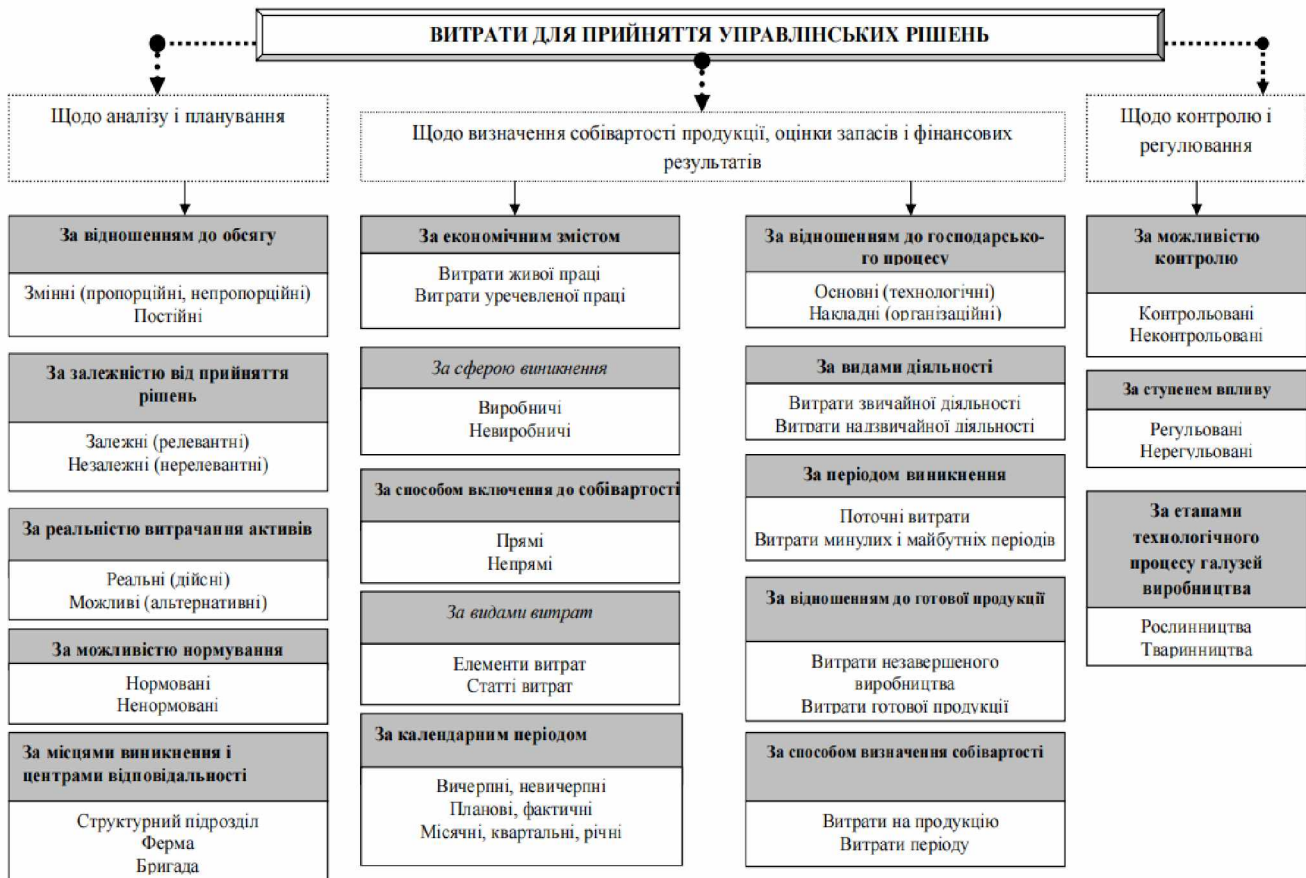 ВИТРАТИ ДЛЯ ПРИЙНЯТТЯ УПРАВЛІНСЬКИХ РІШЕНЬ
Щодо аналізу і планування
Щодо визначення собівартості продукції, оцінки запасів і фінансових
результатів
Щодо контролю і
регулювання
За відношенням до обсягу
Змінні (пропорційні, непропорційні)
Постійні
За залежністю від прийняття
рішень
Залежні (релевантні)
Незалежні (нерелевантні)
За реальністю витрачання активів
Реальні (дійсні)
Можливі (альтернативні)
За можливістю нормування
Нормовані
Ненормовані
За місцями виникнення і
центрами відповідальності
Структурний підрозділ
Ферма
Бригада
За економічним змістом
Витрати живої праці
Витрати уречевленої праці
За сферою виникнення
Виробничі
Невиробничі
За способом включення до собівартості
Прямі
Непрямі
За видами витрат
Елементи витрат
Статті витрат
За календарним періодом
Вичерпні, невичерпні
Планові, фактичні
Місячні, квартальні, річні
За відношенням до господарсько-
го процесу
Основні (технологічні)
Накладні (організаційні)
За видами діяльності
Витрати звичайної діяльності
Витрати надзвичайної діяльності
За періодом виникнення
Поточні витрати
Витрати минулих і майбутніх періодів
За відношенням до готової продукції
Витрати незавершеного
виробництва
Витрати готової продукції
За способом визначення собівартості
Витрати на продукцію
Витрати періоду
За можливістю
контролю
Контрольовані
Неконтрольовані
За ступенем впливу
Регульовані
Нерегульовані
За етапами
технологічного
процесу галузей
виробництва
Рослинництва
Тваринництва